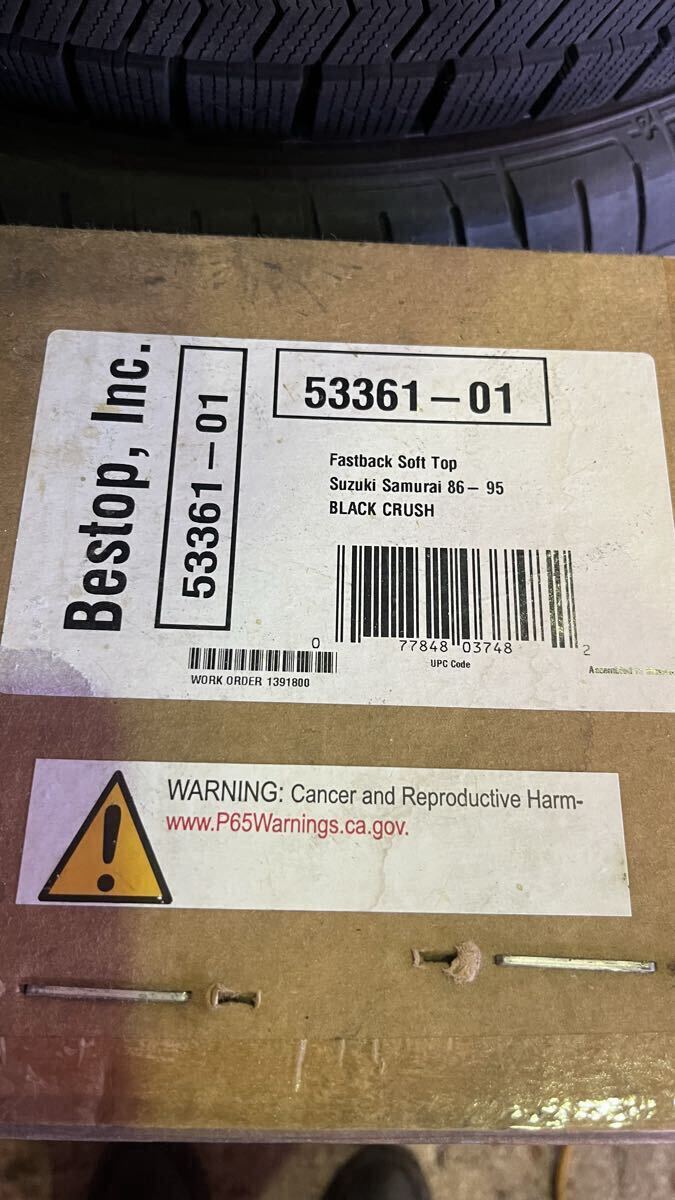 Bestop, Inc.
53361-01
53361-01
Fastback Soft Top
Suzuki Samurai 86-95
BLACK CRUSH
0 77848 03748 2
UPC Code
WORK ORDER 1391800
Assembled
WARNING: Cancer and Reproductive Harm-
www.P65Warnings.ca.gov.